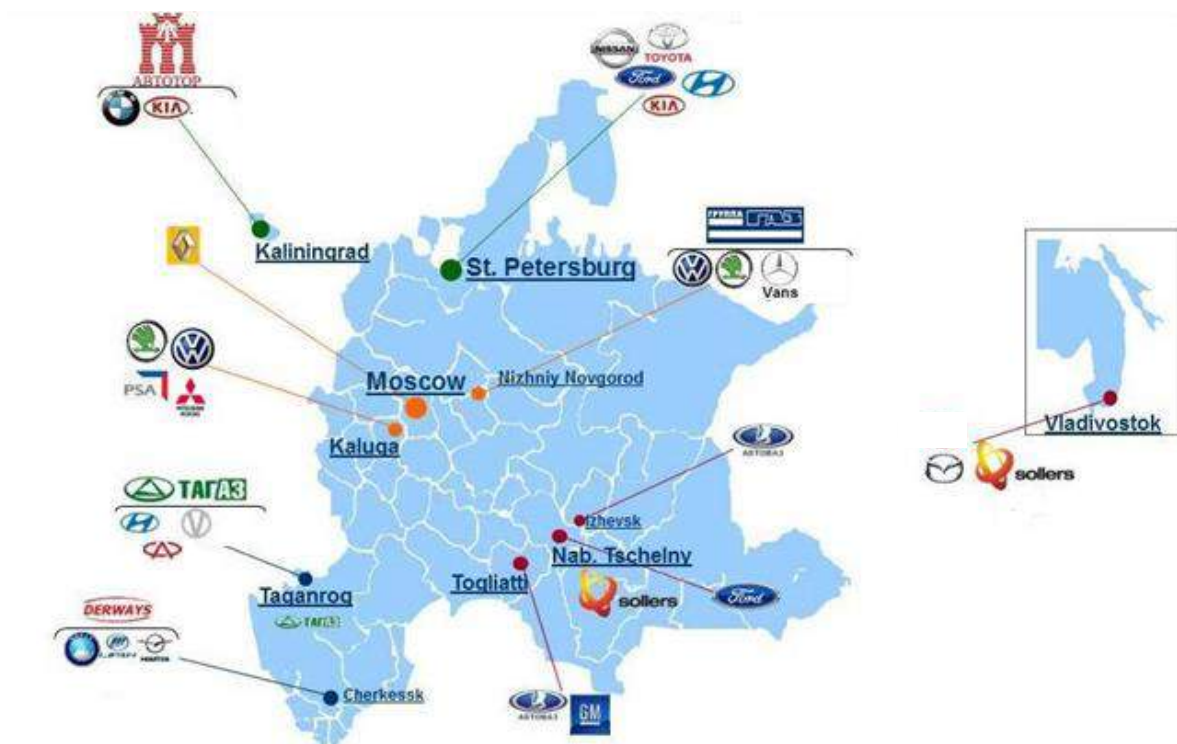 АВТОТОР
KIA
NISSAN
TOYOTA
Ford
KIA
ГРУППА
ГАЗ
Vans
Kaliningrad
St. Petersburg
PSA
Moscow
Nizhniy Novgorod
Kaluga
Vladivostok
sollers
АВТОВАЗ
ТАГАЗ
Izhevsk
Nab. Tschelny
Togliatti
Taganrog
ТАГАЗ
sollers
Ford
DERWAYS
LIFAN
Cherkessk
АВТОВАЗ
GM